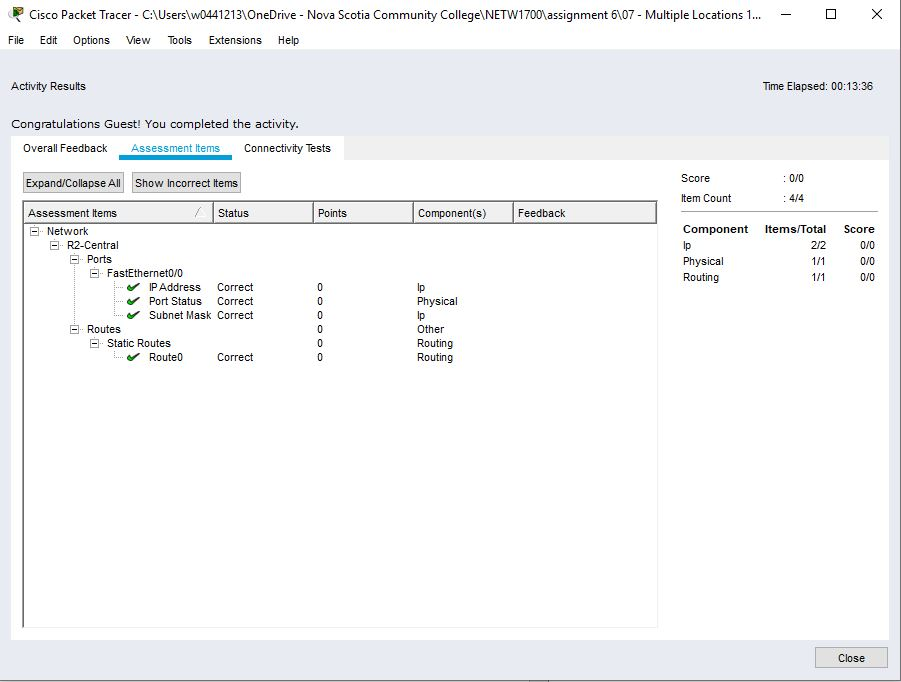 Cisco Packet Tracer - C:\Users\w0441213\OneDrive - Nova Scotia Community College\NETW1700\assignment 6\07 - Multiple Locations 1...
File Edit Options View Tools Extensions Help
Activity Results Time Elapsed: 00:13:36
Congratulations Guest! You completed the activity.
Overall Feedback Assessment Items Connectivity Tests
Expand/Collapse All Show Incorrect Items
Assessment Items Status Points Component(s) Feedback
Network
R2-Central
Ports
FastEthernet0/0
IP Address Correct 0 Ip
Port Status Correct 0 Physical
Subnet Mask Correct 0 Ip
Routes 0 Other
Static Routes 0 Routing
Route0 Correct 0 Routing
Score : 0/0
Item Count : 4/4
Component Items/Total Score
Ip 2/2 0/0
Physical 1/1 0/0
Routing 1/1 0/0
Close